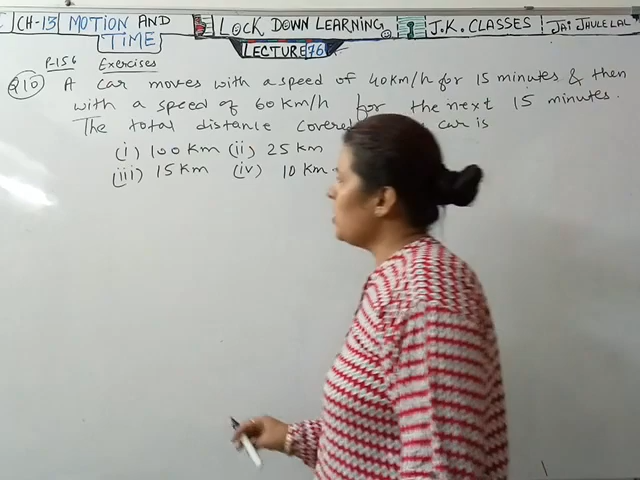 CH-13 MOTION AND TIME LOCK DOWN LEARNING J.K. CLASSES JAI JHULELAL
LECTURE 76
P-156 Exercises
Q10 A car moves with a speed of 40 km/h for 15 minutes & then
with a speed of 60 km/h for the next 15 minutes.
The total distance covered car is
(i) 100 km (ii) 25 km
(iii) 15 km (iv) 10 km